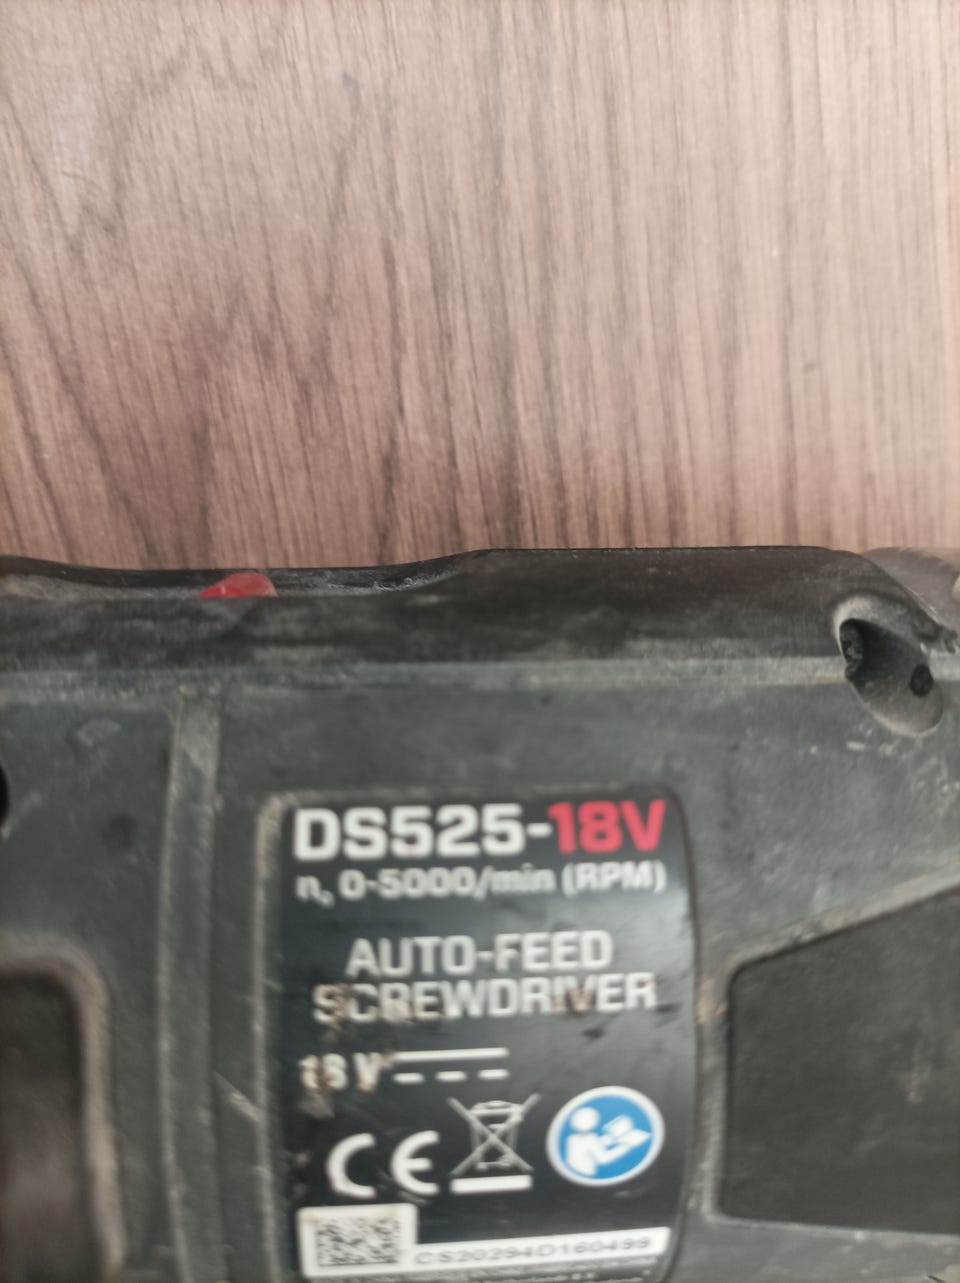 DS525-18V
n₀ 0-5000/min (RPM)
AUTO-FEED
SCREWDRIVER
18 V
CE
CS20294D160499